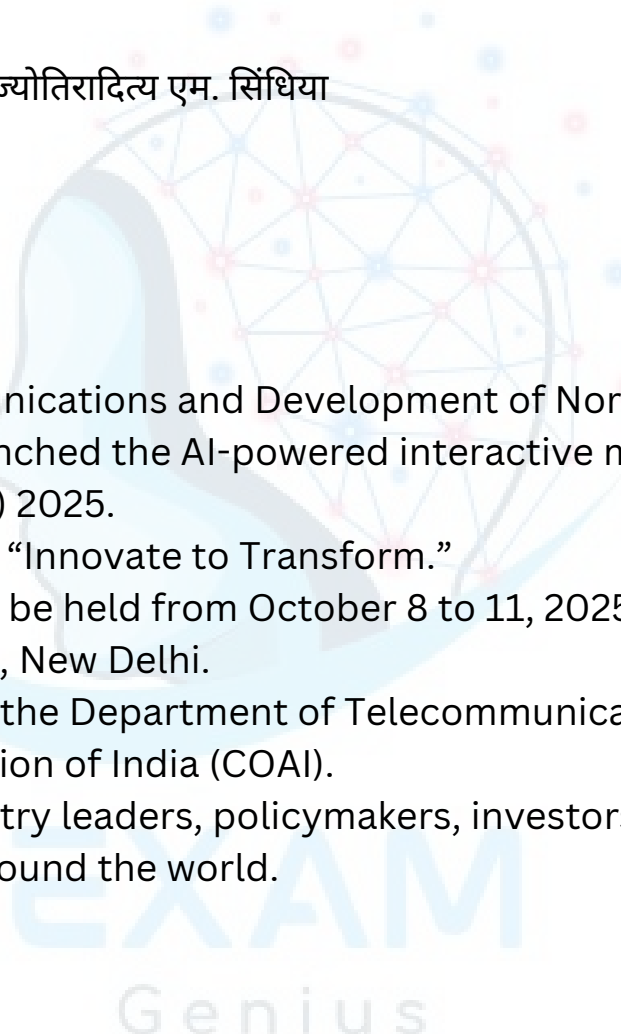 ज्योतिरादित्य एम. सिंधिया
nications and Development of Nor
nched the AI-powered interactive
) 2025.
“Innovate to Transform.”
be held from October 8 to 11, 2025
, New Delhi.
the Department of Telecommunica
ion of India (COAI).
try leaders, policymakers, investors
ound the world.
EXAM
Genius